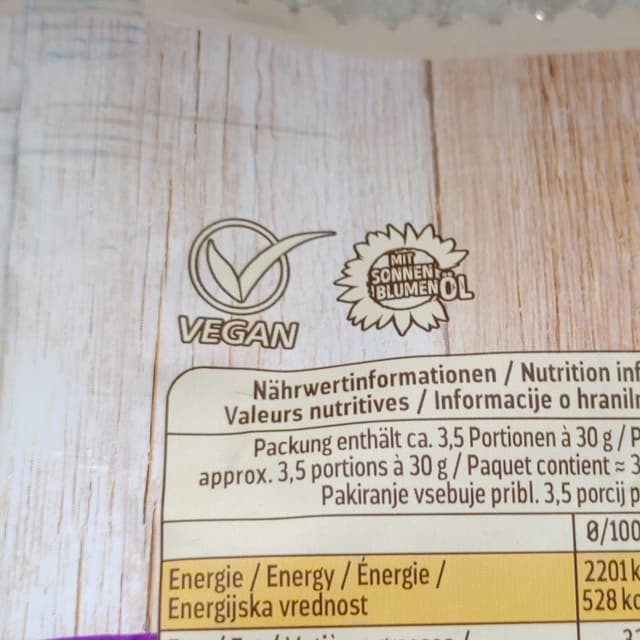 VEGAN
MIT
SONNEN
BLUMEN ÖL
Nährwertinformationen / Nutrition inf
Valeurs nutritives / Informacije o hraniln
Packung enthält ca. 3,5 Portionen à 30 g / P
approx. 3,5 portions à 30 g / Paquet contient ≈ 3
Pakiranje vsebuje pribl. 3,5 porcij p
Ø/100
Energie / Energy / Énergie /
Energijska vrednost
2201 k
528 kc